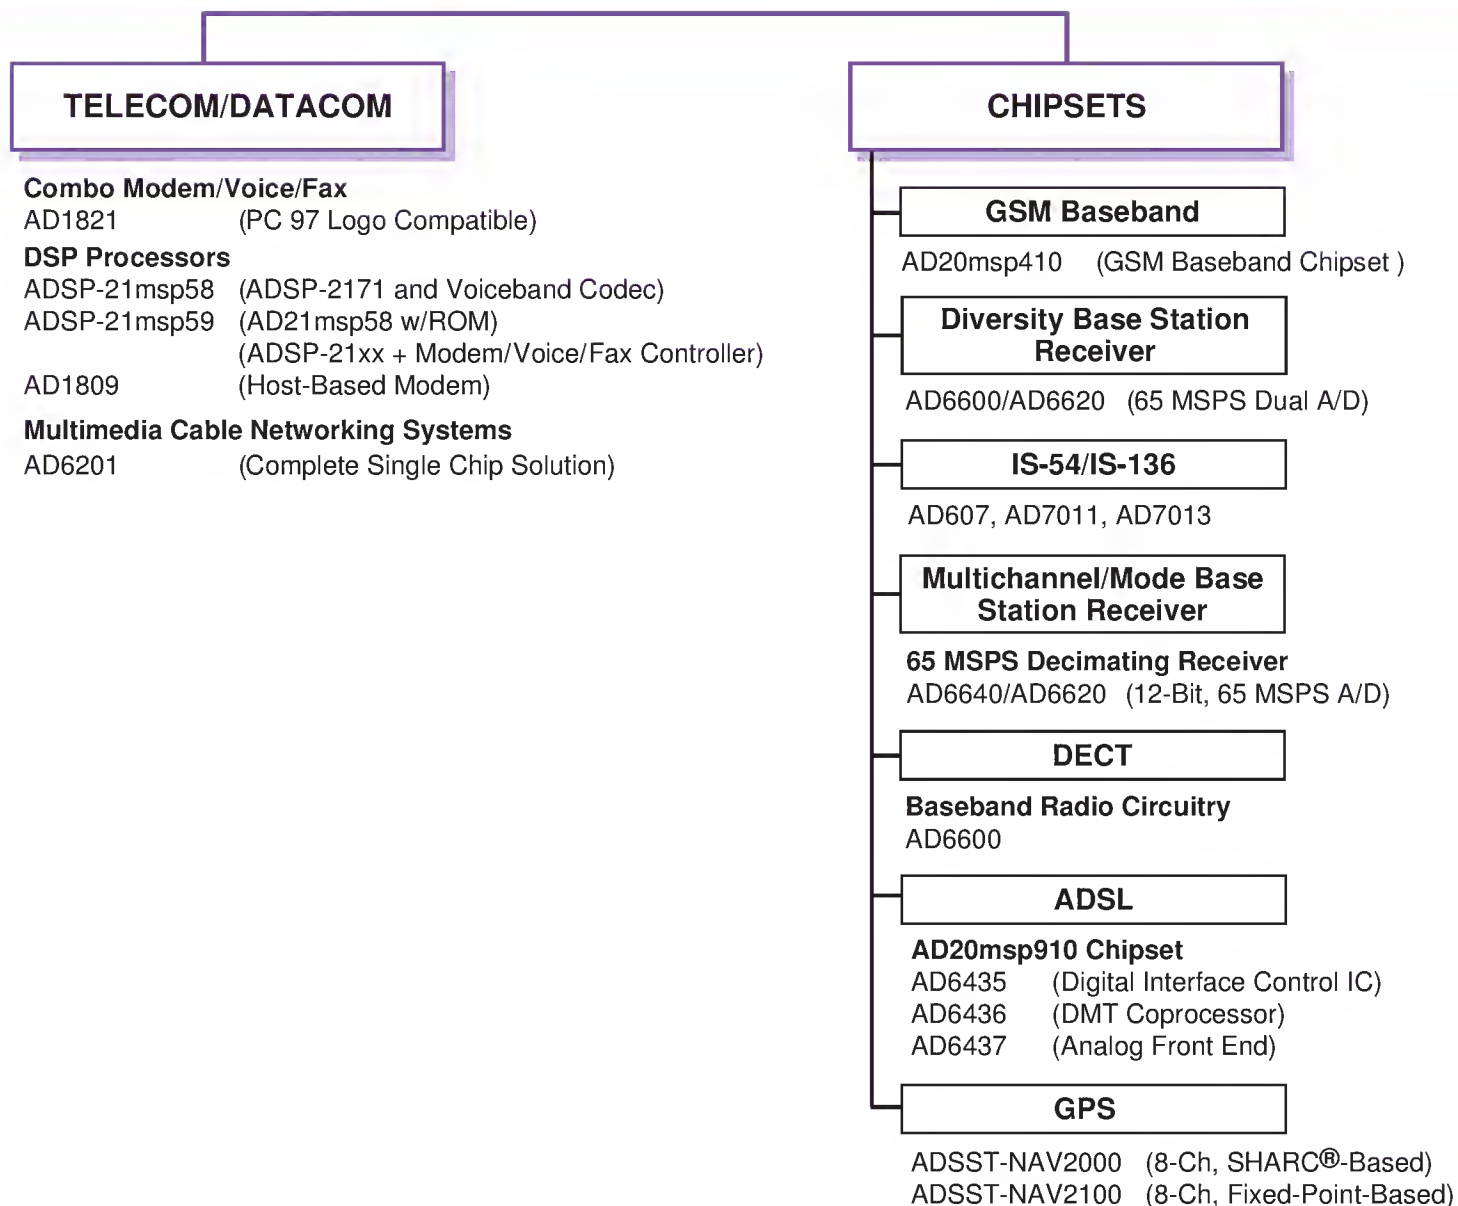 TELECOM/DATACOM
Combo Modem/Voice/Fax
AD1821 (PC 97 Logo Compatible)
DSP Processors
ADSP-21msp58 (ADSP-2171 and Voiceband Codec)
ADSP-21msp59 (AD21msp58 w/ROM)
(ADSP-21xx + Modem/Voice/Fax Controller)
AD1809 (Host-Based Modem)
Multimedia Cable Networking Systems
AD6201 (Complete Single Chip Solution)
CHIPSETS
GSM Baseband
AD20msp410 (GSM Baseband Chipset )
Diversity Base Station
Receiver
AD6600/AD6620 (65 MSPS Dual A/D)
IS-54/IS-136
AD607, AD7011, AD7013
Multichannel/Mode Base
Station Receiver
65 MSPS Decimating Receiver
AD6640/AD6620 (12-Bit, 65 MSPS A/D)
DECT
Baseband Radio Circuitry
AD6600
ADSL
AD20msp910 Chipset
AD6435 (Digital Interface Control IC)
AD6436 (DMT Coprocessor)
AD6437 (Analog Front End)
GPS
ADSST-NAV2000 (8-Ch, SHARC®-Based)
ADSST-NAV2100 (8-Ch, Fixed-Point-Based)